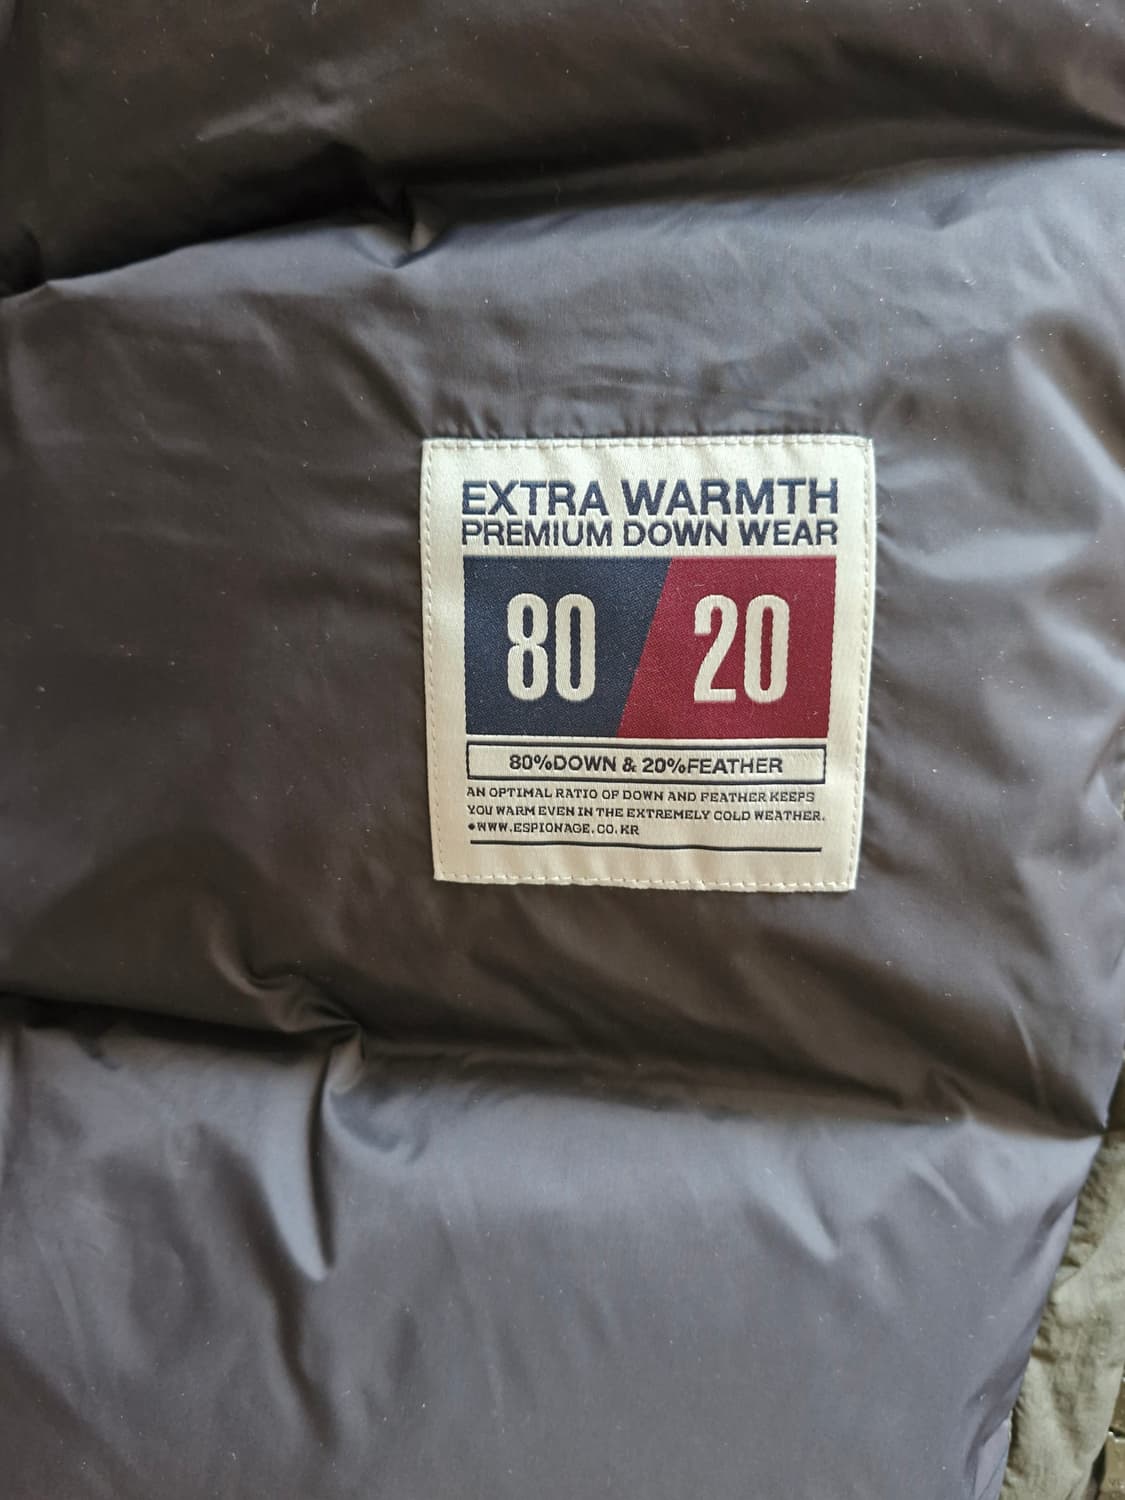 EXTRA WARMTH
PREMIUM DOWN WEAR
80 20
80%DOWN & 20%FEATHER
AN OPTIMAL RATIO OF DOWN AND FEATHER KEEPS
YOU WARM EVEN IN THE EXTREMELY COLD WEATHER.
●WWW.ESPIONAGE.CO.KR